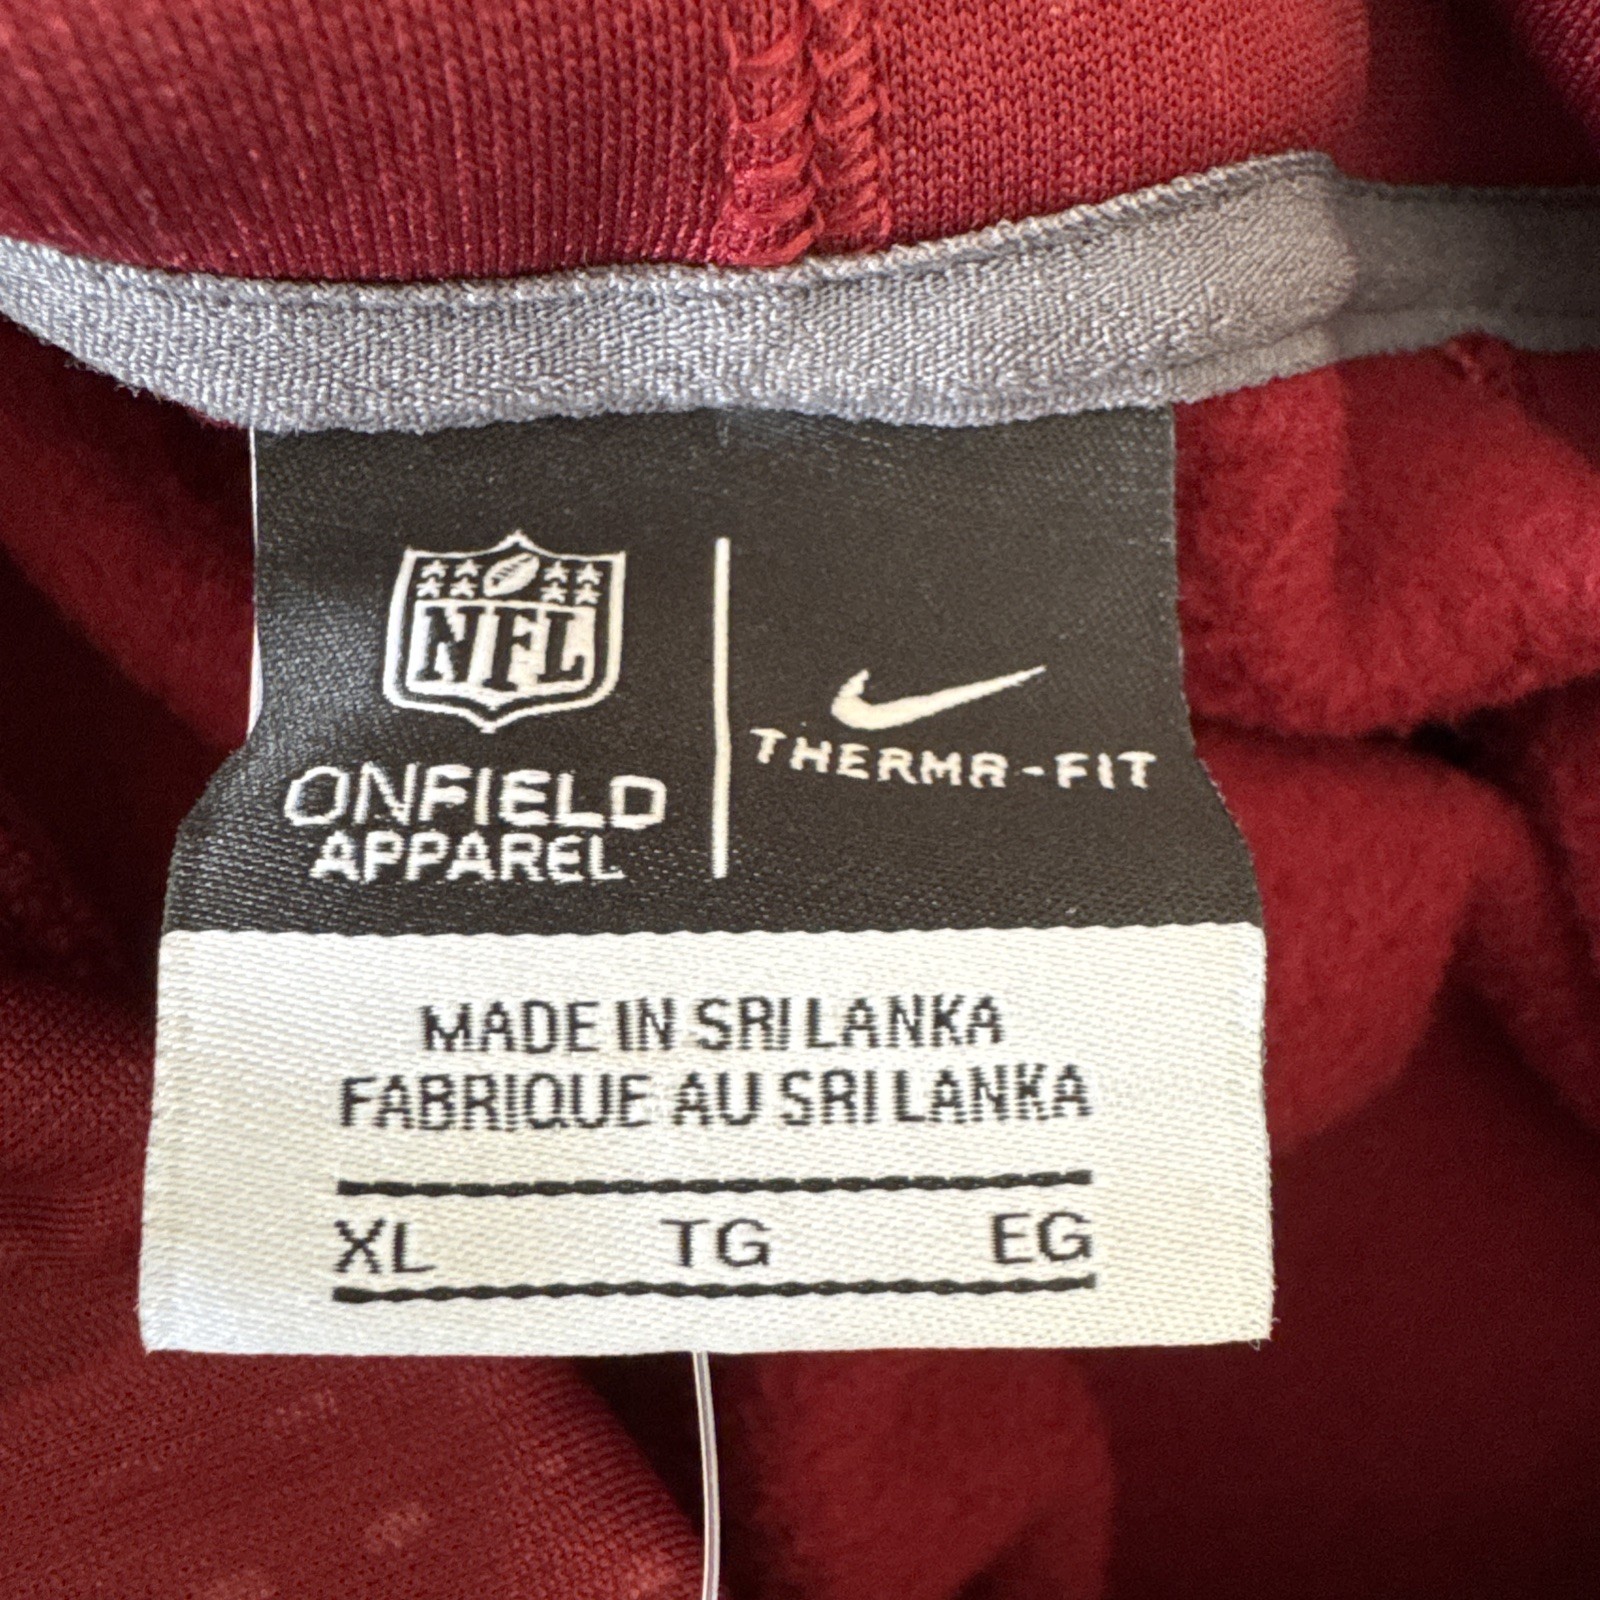 NFL
ONFIELD
APPAREL
THERMA-FIT
MADE IN SRI LANKA
FABRIQUE AU SRI LANKA
XL TG EG